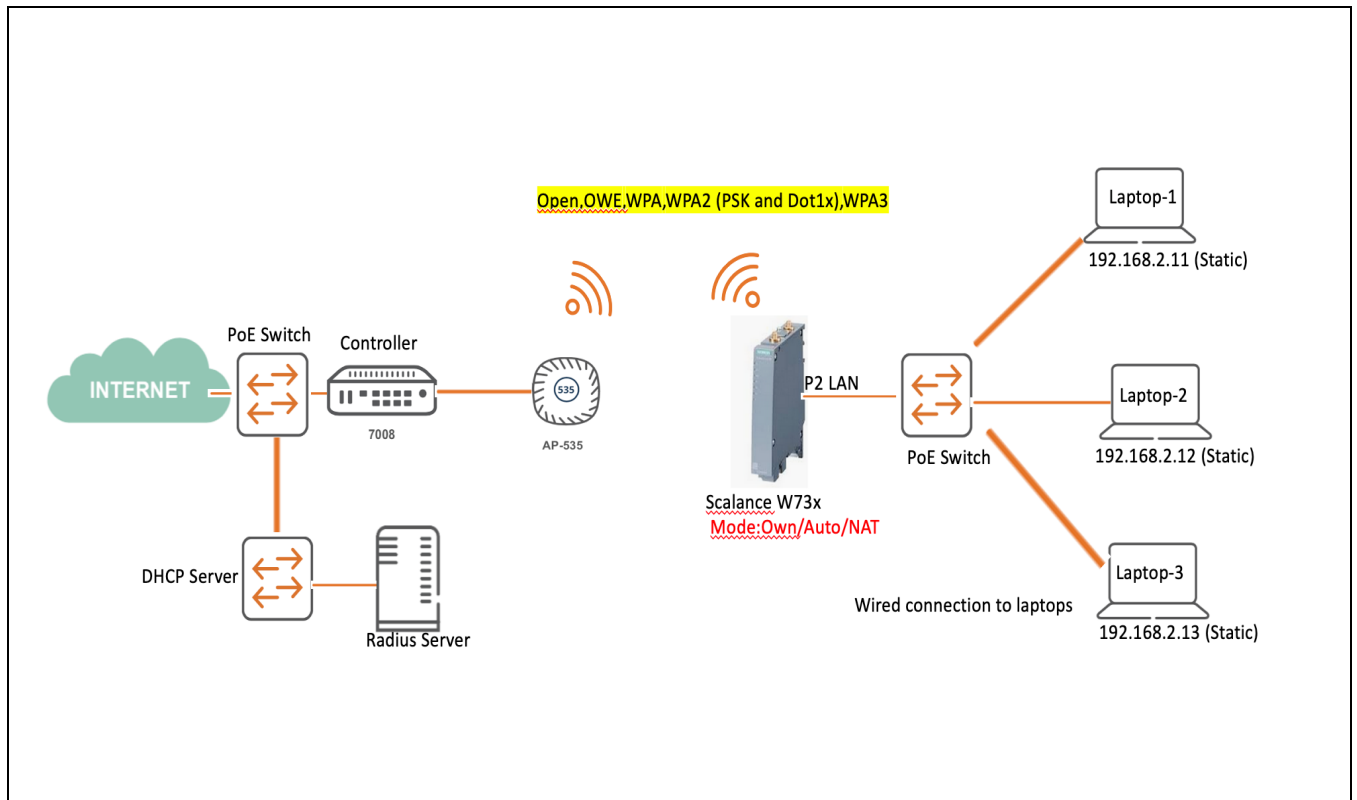 Open,OWE,WPA,WPA2 (PSK and Dot1x),WPA3
Laptop-1
192.168.2.11 (Static)
PoE Switch
Controller
INTERNET
7008
535
AP-535
P2 LAN
Scalance W73x
Mode:Own/Auto/NAT
PoE Switch
Laptop-2
192.168.2.12 (Static)
DHCP Server
Radius Server
Wired connection to laptops
Laptop-3
192.168.2.13 (Static)